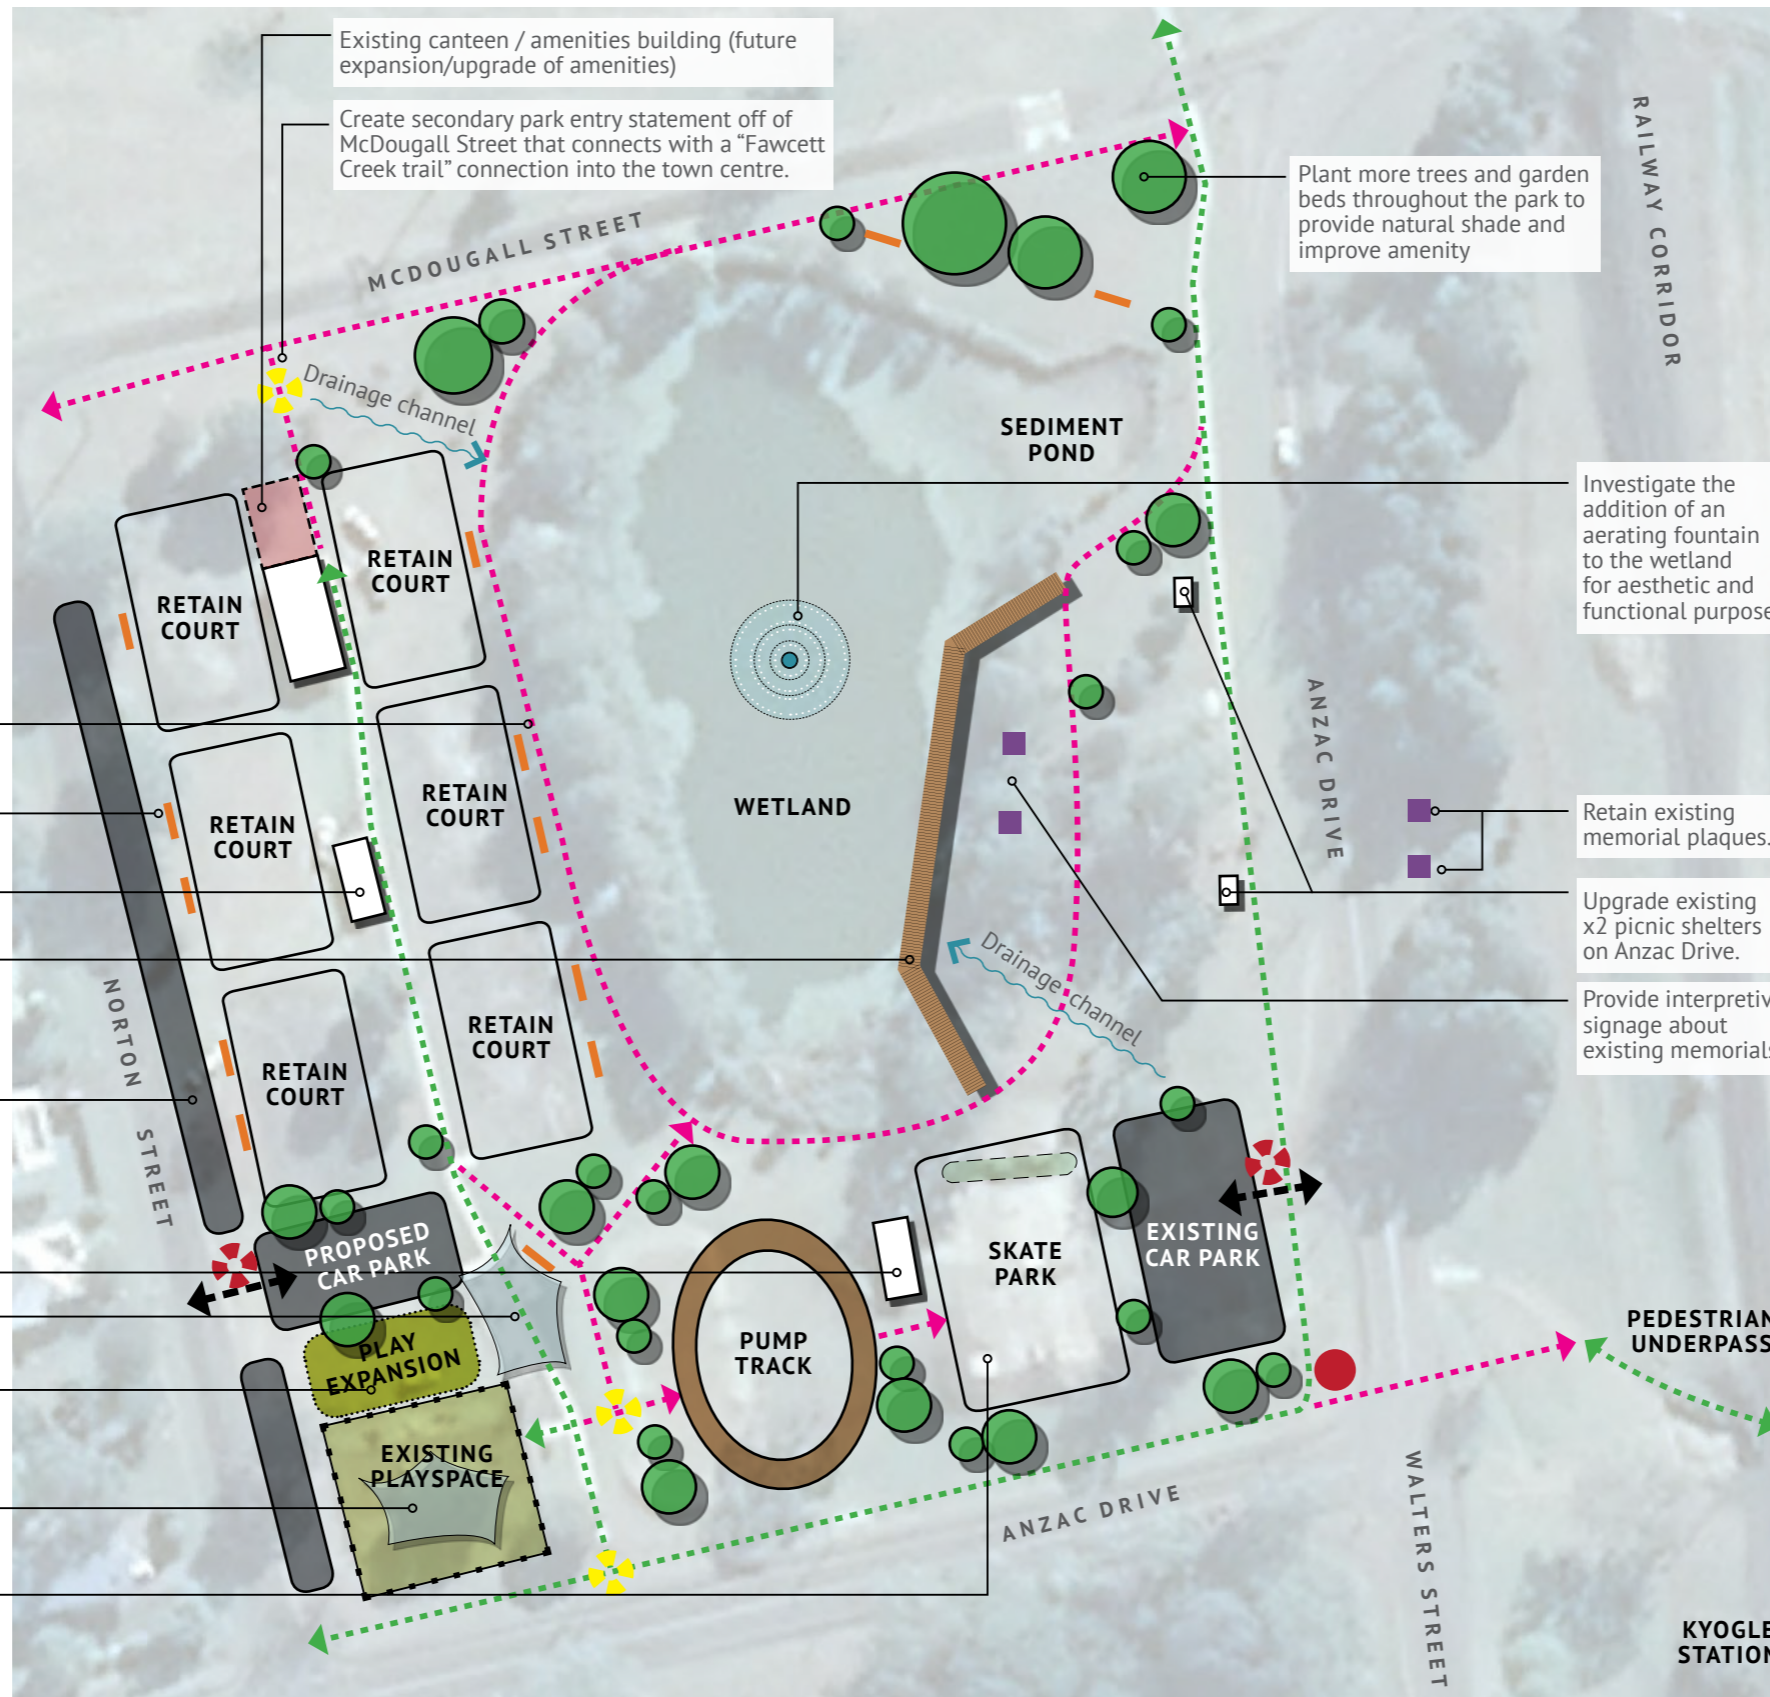 Existing canteen / amenities building (future
expansion/upgrade of amenities)
Create secondary park entry statement off of
McDougall Street that connects with a “Fawcett
Creek trail” connection into the town centre.
Plant more trees and garden
beds throughout the park to
provide natural shade and
improve amenity
RAILWAY CORRIDOR
MCDOUGALL STREET
Drainage channel
SEDIMENT
POND
Investigate the
addition of an
aerating fountain
to the wetland
for aesthetic and
functional purpose
RETAIN
COURT
RETAIN
COURT
RETAIN
COURT
RETAIN
COURT
RETAIN
COURT
RETAIN
COURT
WETLAND
ANZAC DRIVE
Retain existing
memorial plaques.
Upgrade existing
x2 picnic shelters
on Anzac Drive.
Provide interpretiv
signage about
existing memorials
Drainage channel
NORTON STREET
PROPOSED
CAR PARK
PLAY
EXPANSION
EXISTING
PLAYSPACE
PUMP
TRACK
SKATE
PARK
EXISTING
CAR PARK
PEDESTRIAN
UNDERPASS
ANZAC DRIVE
WALTERS STREET
KYOGLE
STATION